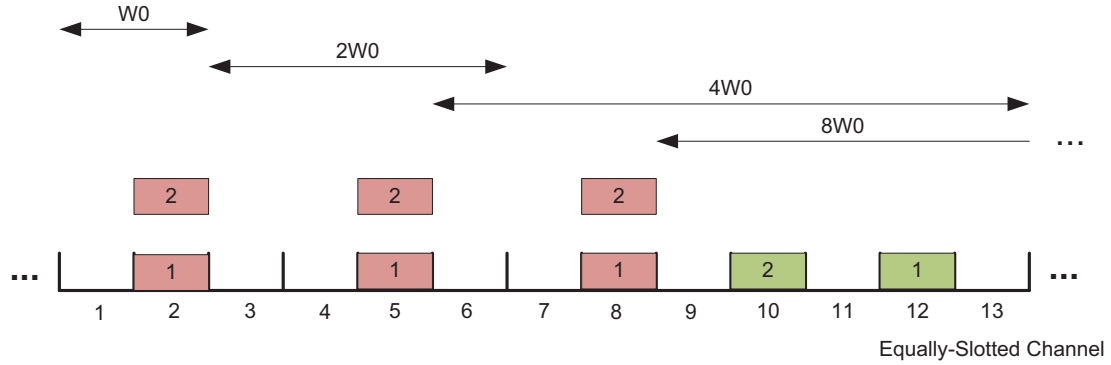 W0
2W0
4W0
8W0 ...
2 2 2
... 1 1 1 2 1 ...
1 2 3 4 5 6 7 8 9 10 11 12 13
Equally-Slotted Channel